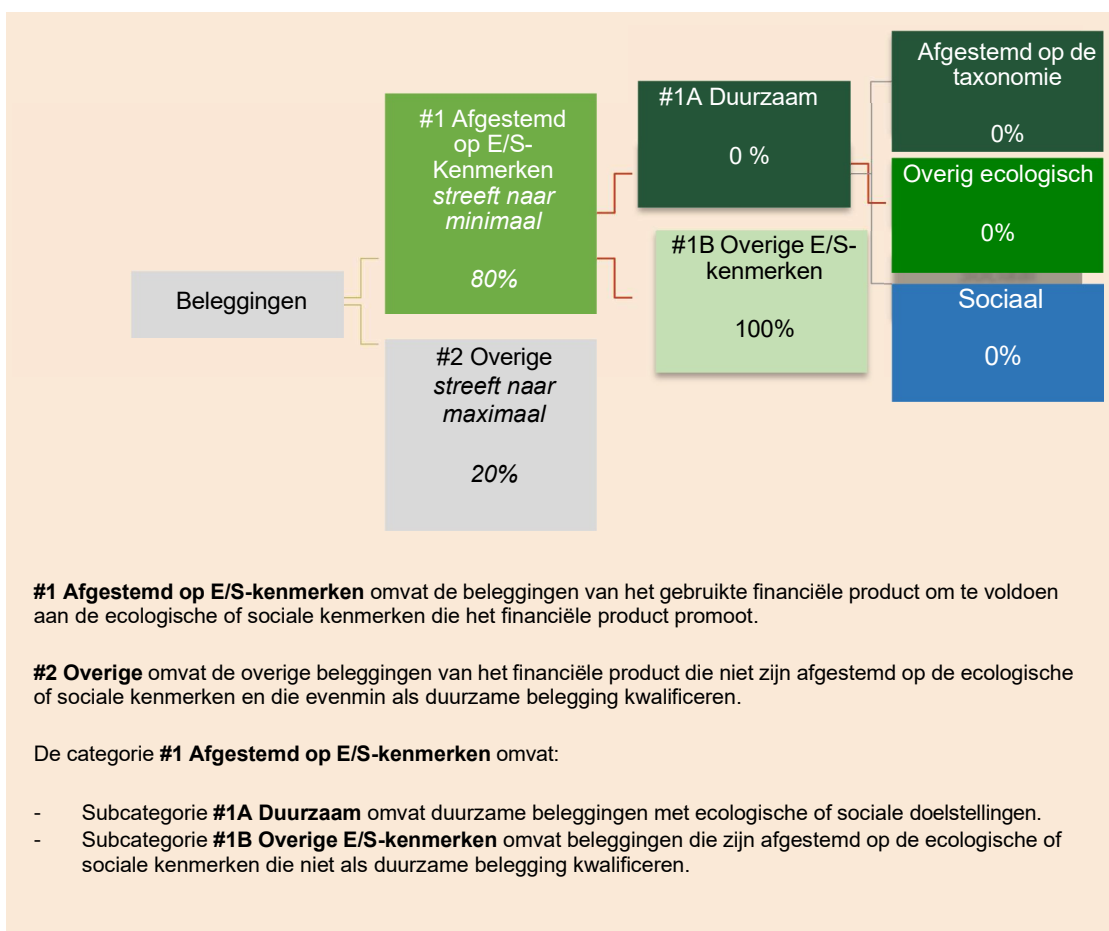 Beleggingen
#1 Afgestemd
op E/S-
Kenmerken
streeft naar
minimaal
80%
#2 Overige
streeft naar
maximaal
20%
#1A Duurzaam
0 %
#1B Overige E/S-
kenmerken
100%
Afgestemd op de
taxonomie
0%
Overig ecologisch
0%
Sociaal
0%
#1 Afgestemd op E/S-kenmerken omvat de beleggingen van het gebruikte financiële product om te voldoen
aan de ecologische of sociale kenmerken die het financiële product promoot.
#2 Overige omvat de overige beleggingen van het financiële product die niet zijn afgestemd op de ecologische
of sociale kenmerken en die evenmin als duurzame belegging kwalificeren.
De categorie #1 Afgestemd op E/S-kenmerken omvat:
- Subcategorie #1A Duurzaam omvat duurzame beleggingen met ecologische of sociale doelstellingen.
- Subcategorie #1B Overige E/S-kenmerken omvat beleggingen die zijn afgestemd op de ecologische of
sociale kenmerken die niet als duurzame belegging kwalificeren.